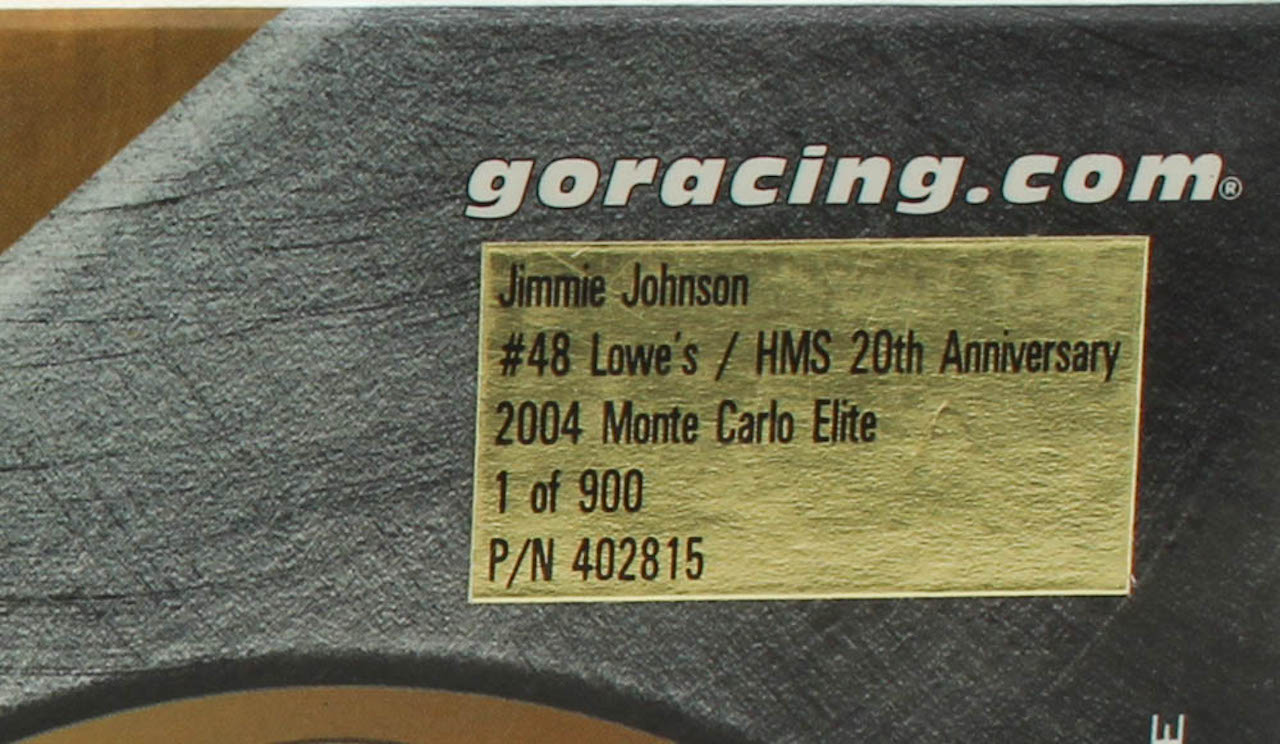 goracing.com®
Jimmie Johnson
#48 Lowe's / HMS 20th Anniversary
2004 Monte Carlo Elite
1 of 900
P/N 402815
E